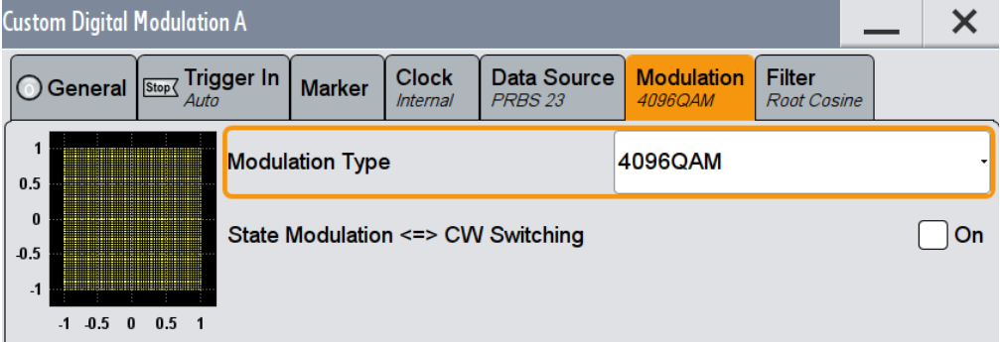 Custom Digital Modulation A
General
Stop Trigger In
Auto
Marker
Clock
Internal
Data Source
PRBS 23
Modulation
4096QAM
Filter
Root Cosine
1
0.5
0
-0.5
-1
-1 -0.5 0 0.5 1
Modulation Type 4096QAM
State Modulation <=> CW Switching On